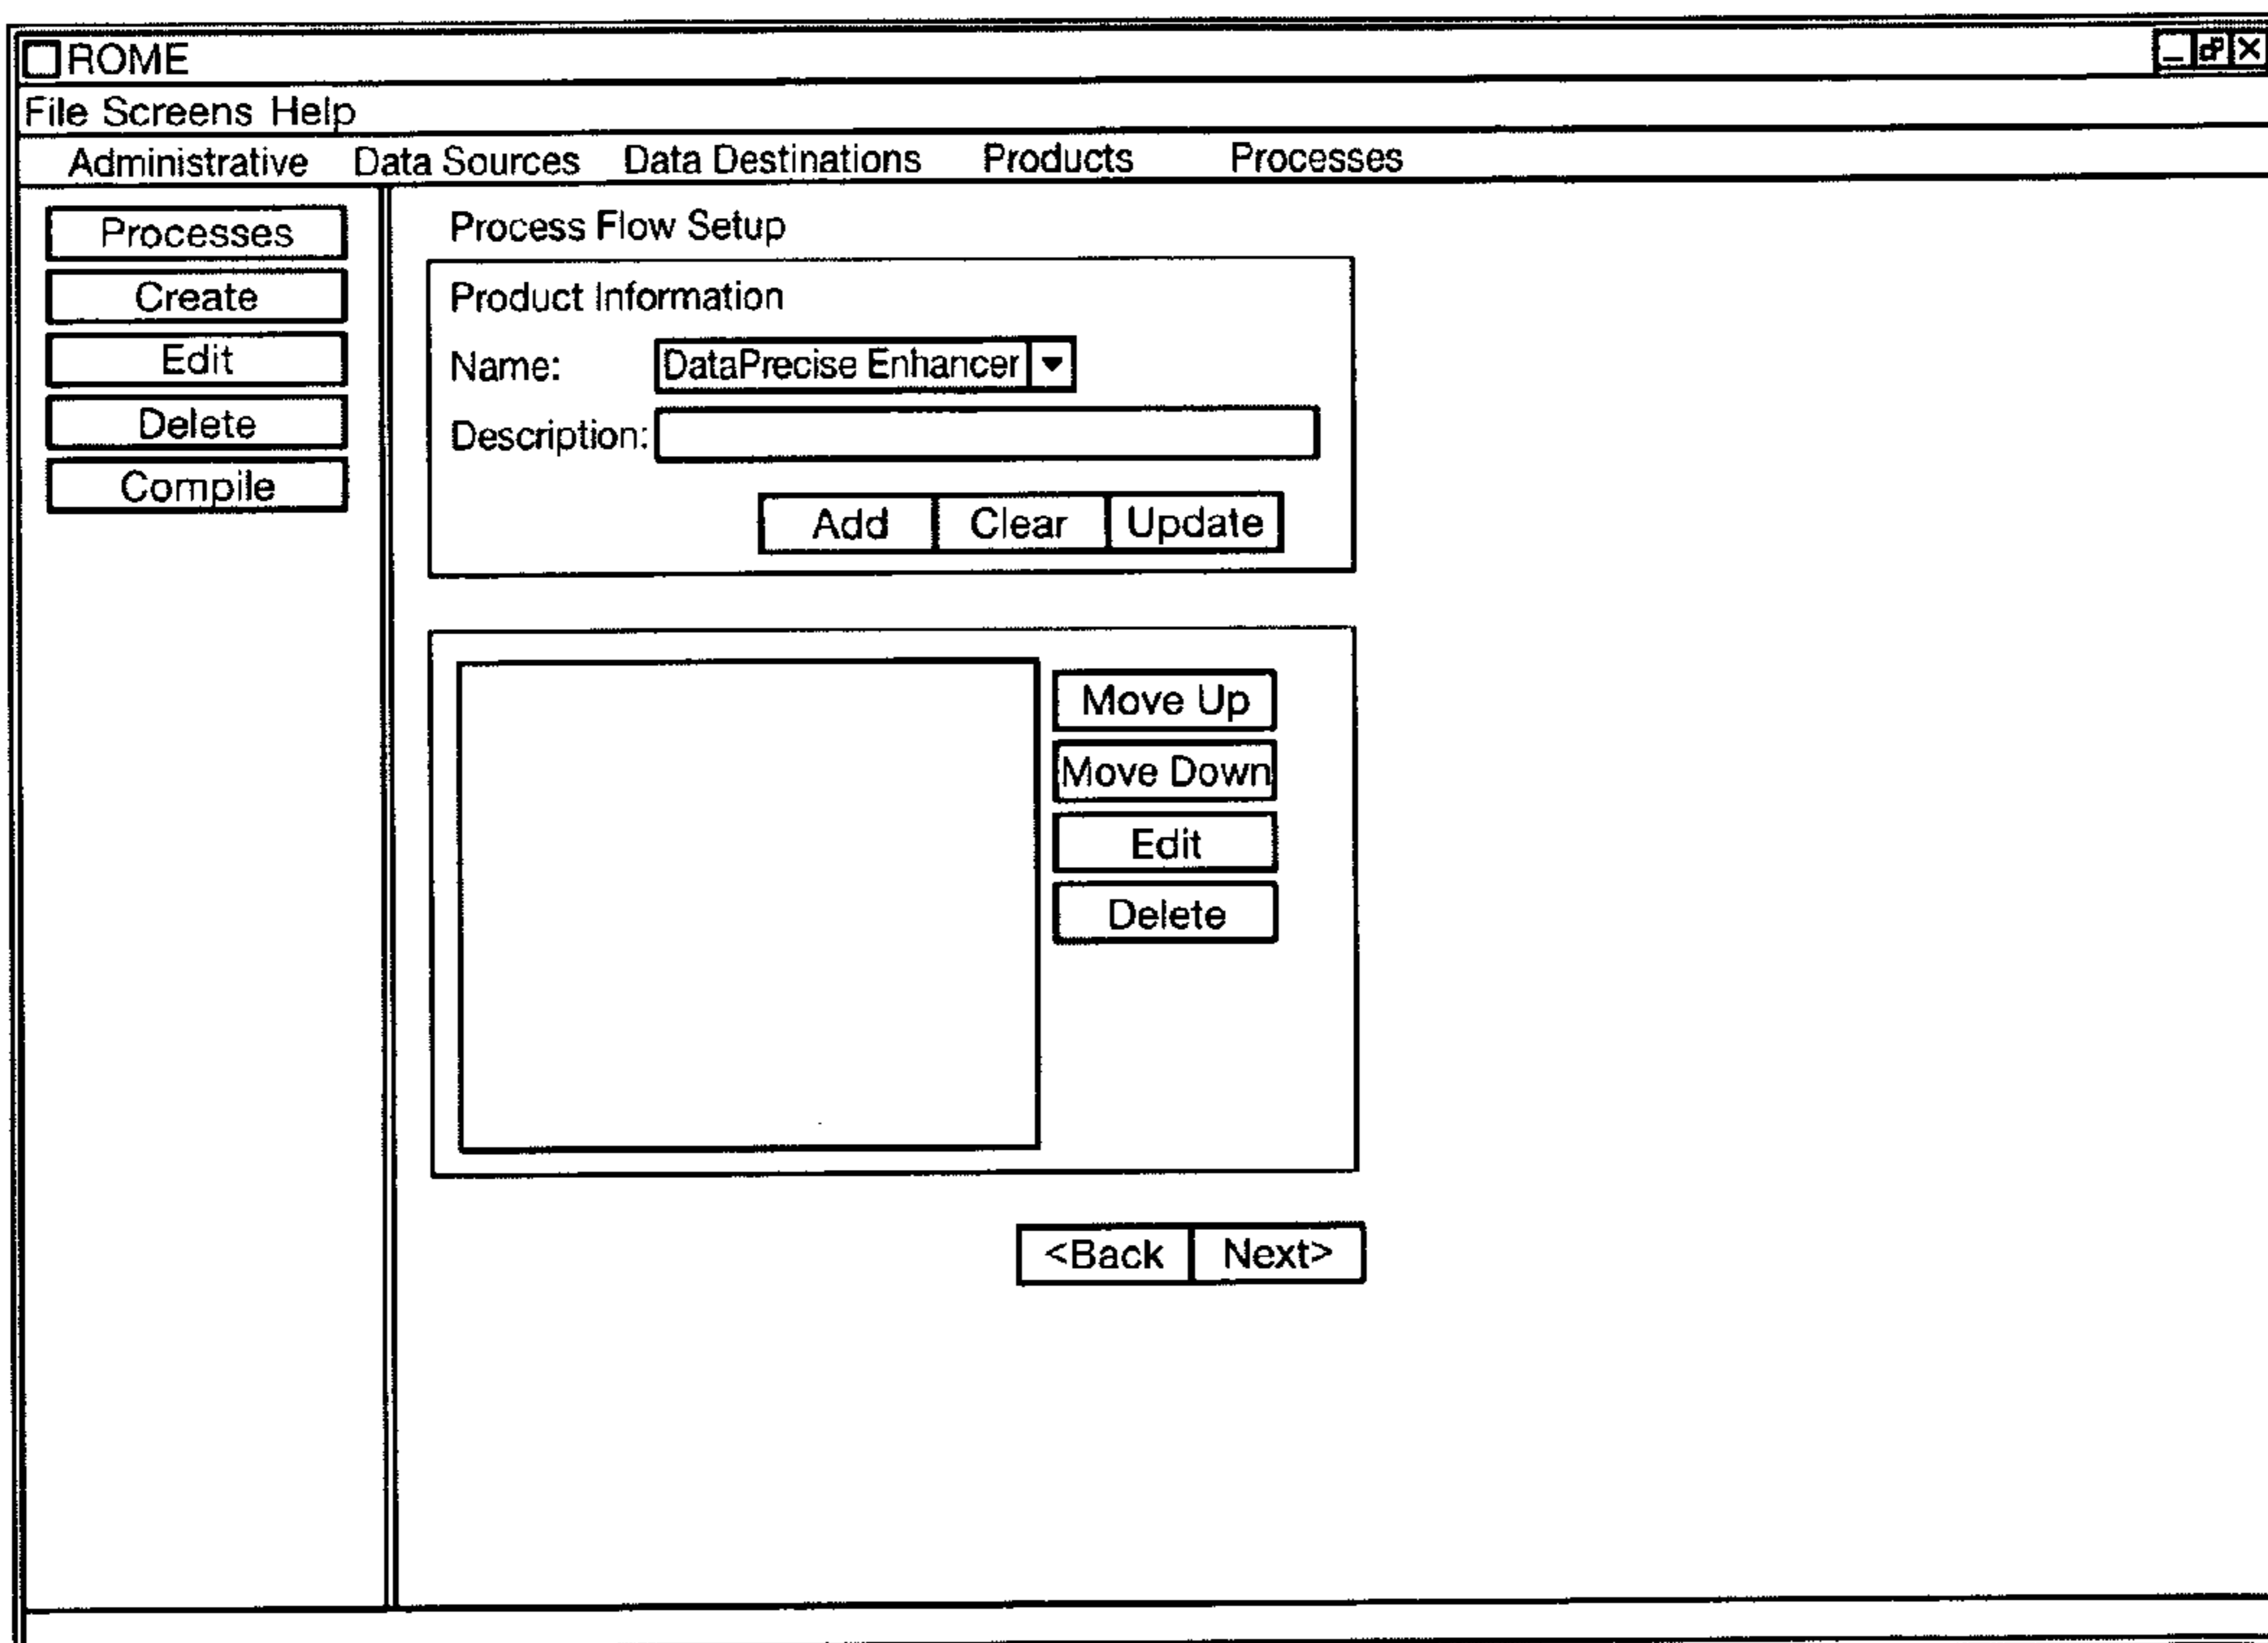 ROME
File Screens Help
Administrative Data Sources Data Destinations Products Processes
Processes
Create
Edit
Delete
Compile
Process Flow Setup
Product Information
Name: DataPrecise Enhancer
Description:
Add Clear Update
Move Up
Move Down
Edit
Delete
<Back Next>